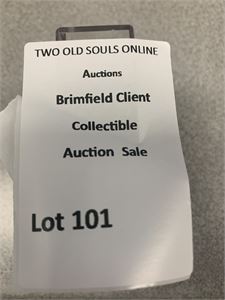 TWO OLD SOULS ONLINE
Auctions
Brimfield Client
Collectible
Auction Sale
Lot 101